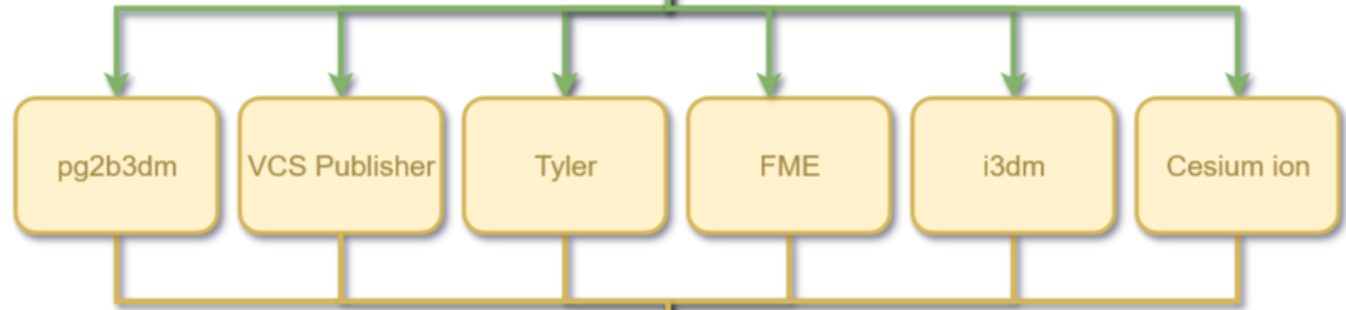 pg2b3dm
VCS Publisher
Tyler
FME
i3dm
Cesium ion